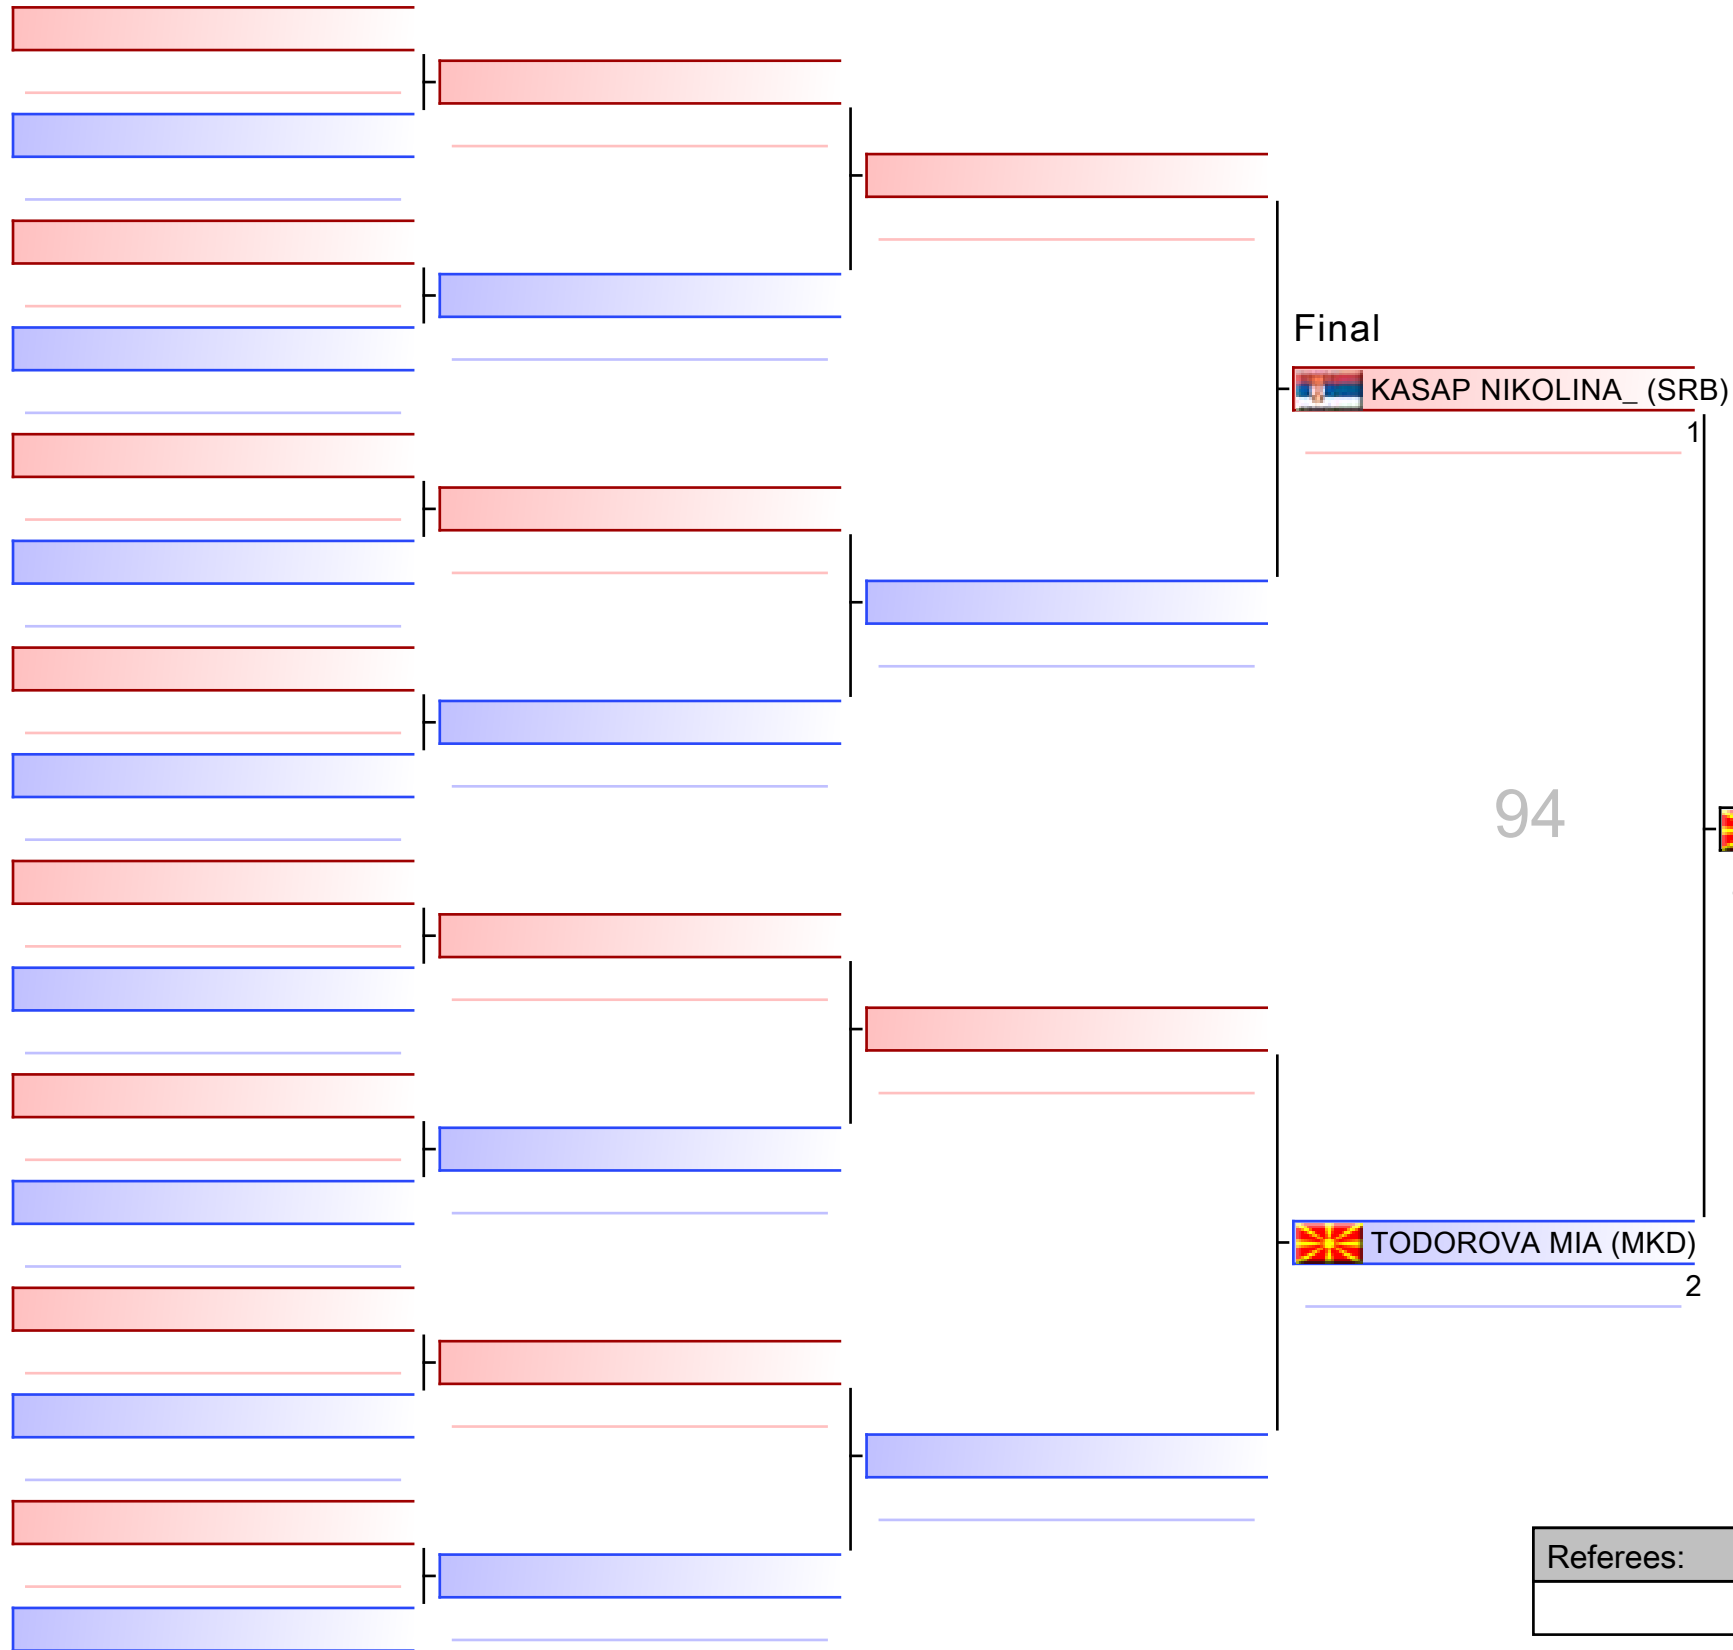 Final
KASAP NIKOLINA_ (SRB)
1
94
TODOROVA MIA (MKD)
2
Referees: